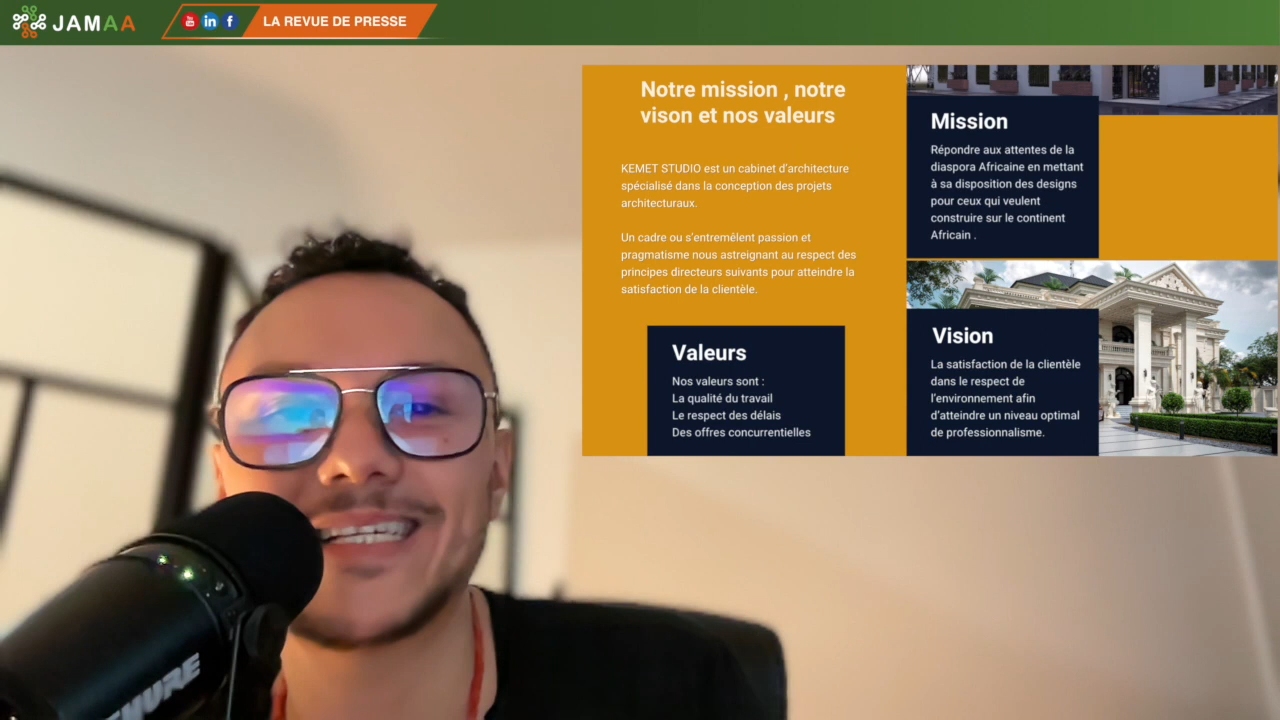 JAMAA
LA REVUE DE PRESSE
Notre mission , notre
vison et nos valeurs
KEMET STUDIO est un cabinet d'architecture
spécialisé dans la conception des projets
architecturaux.
Un cadre ou s'entremêlent passion et
pragmatisme nous astreignant au respect des
principes directeurs suivants pour atteindre la
satisfaction de la clientèle.
Valeurs
Nos valeurs sont :
La qualité du travail
Le respect des délais
Des offres concurrentielles
Mission
Répondre aux attentes de la
diaspora Africaine en mettant
à sa disposition des designs
pour ceux qui veulent
construire sur le continent
Africain .
Vision
La satisfaction de la clientèle
dans le respect de
l'environnement afin
d'atteindre un niveau optimal
de professionnalisme.
SHURE